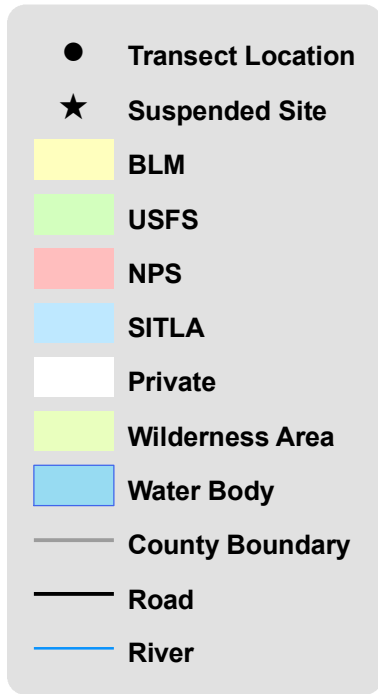 Transect Location
Suspended Site
BLM
USFS
NPS
SITLA
Private
Wilderness Area
Water Body
County Boundary
Road
River